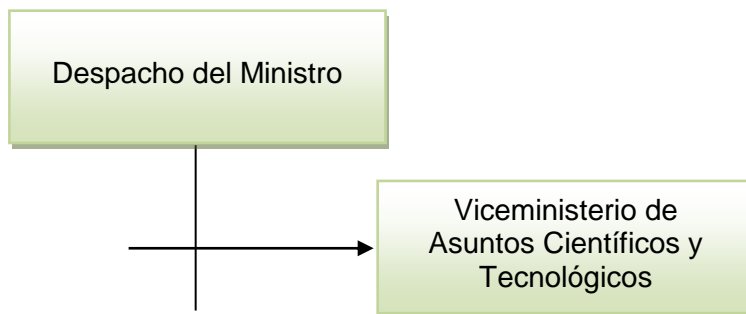 Despacho del Ministro
Viceministerio de
Asuntos Científicos y
Tecnológicos